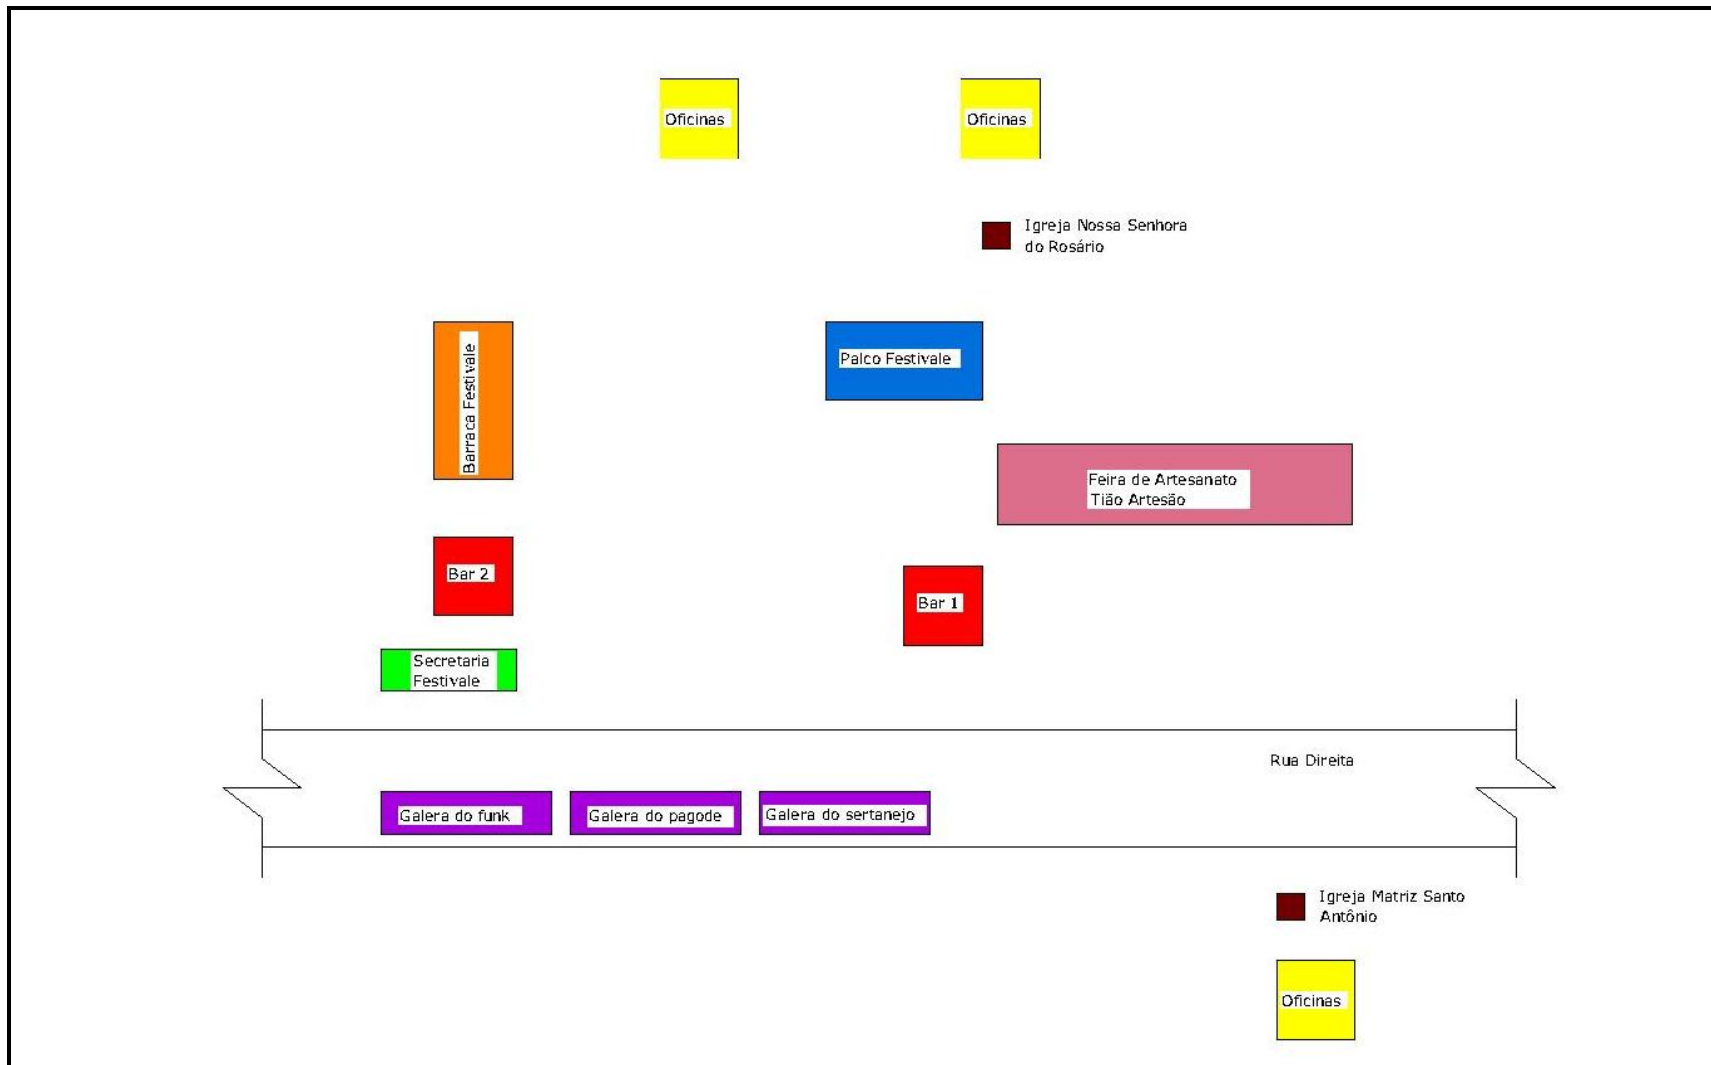 Oficinas
Oficinas
Igreja Nossa Senhora
do Rosário
Barraca Festivale
Palco Festivale
Feira de Artesanato
Tião Artesão
Bar 2
Bar 1
Secretaria
Festivale
Rua Direita
Galera do funk
Galera do pagode
Galera do sertanejo
Igreja Matriz Santo
Antônio
Oficinas